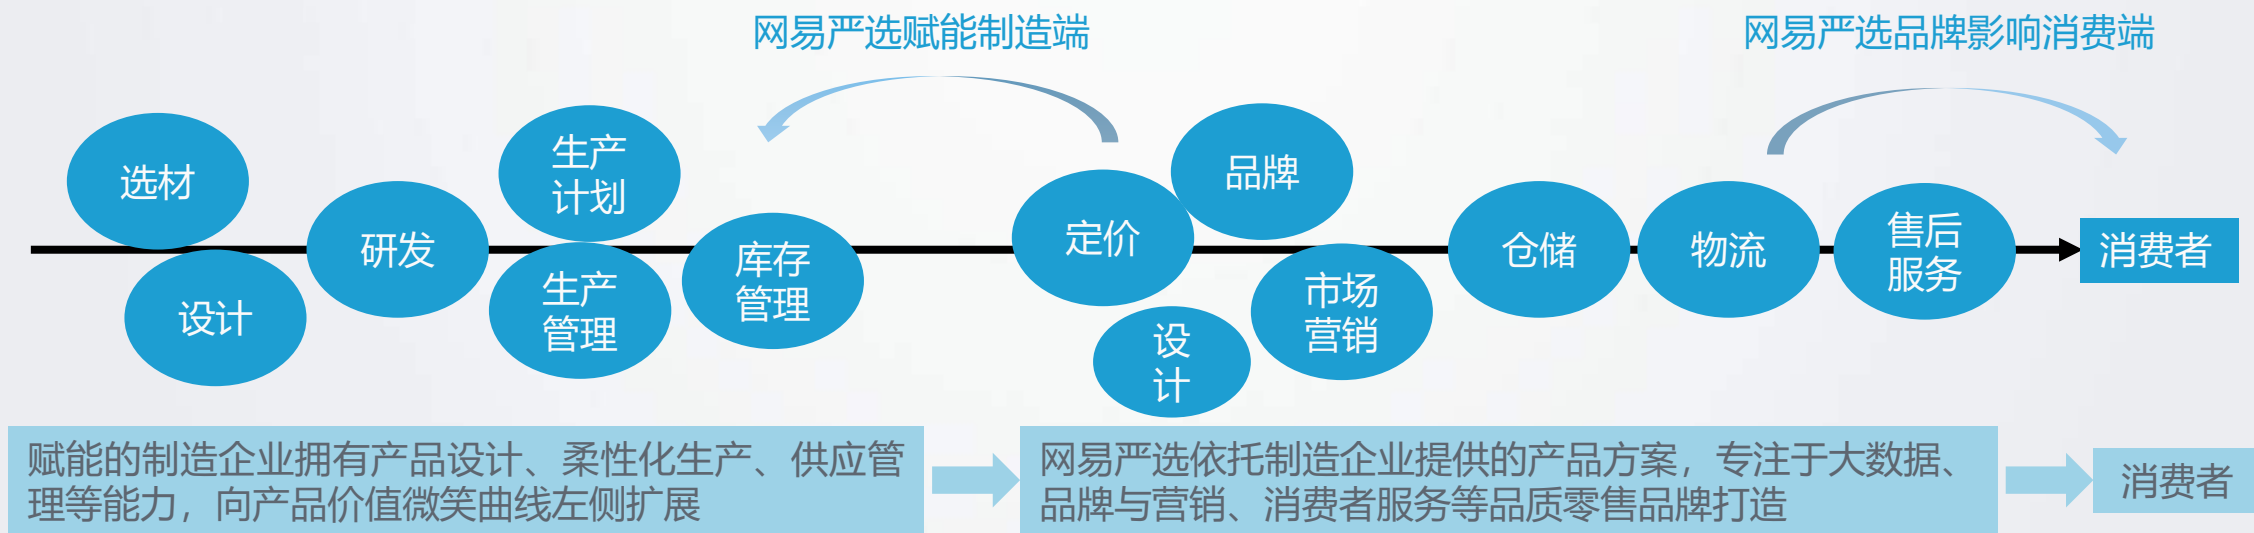 网易严选赋能制造端
网易严选品牌影响消费端
选材
设计
研发
生产
计划
生产
管理
库存
管理
定价
品牌
设
计
市场
营销
仓储
物流
售后
服务
消费者
赋能的制造企业拥有产品设计、柔性化生产、供应管
理等能力，向产品价值微笑曲线左侧扩展
网易严选依托制造企业提供的产品方案，专注于大数据、
品牌与营销、消费者服务等品质零售品牌打造
消费者